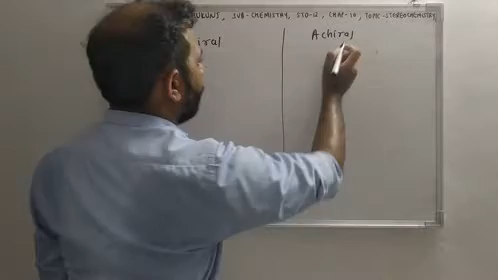 SUB-CHEMISTRY, STD-12, CHAP-10, TOPIC-STEREOCHEMISTRY,
iral
Achiral